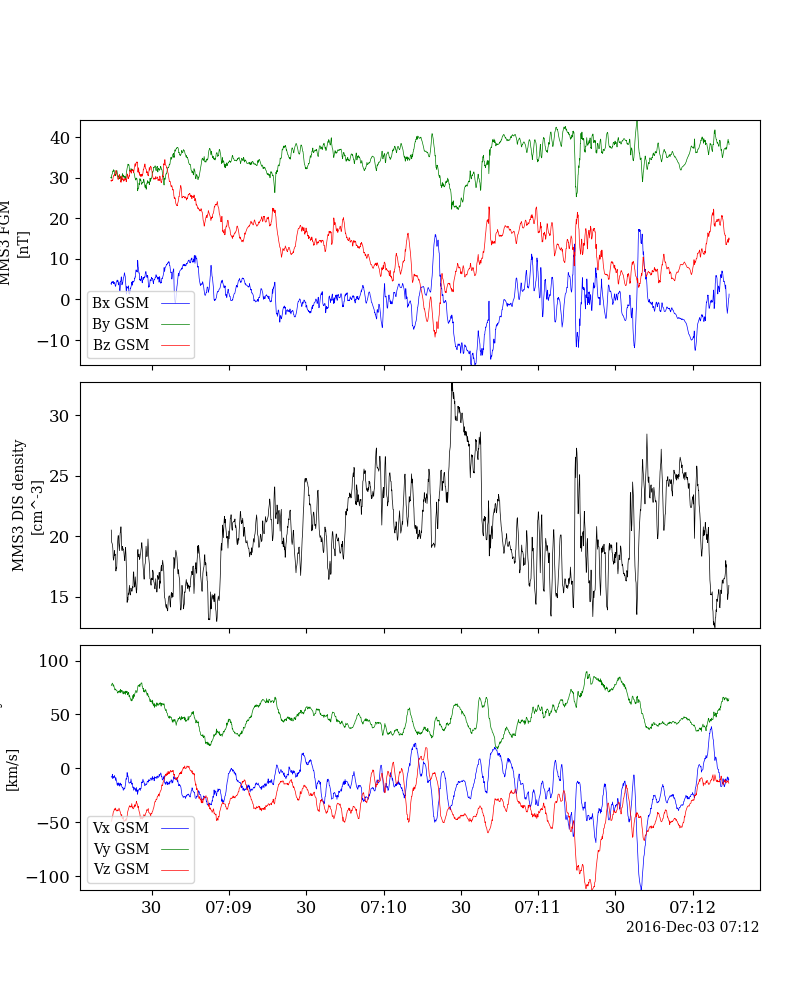 40
30
20
10
0
−10
MMS3 FGM
[nT]
Bx GSM
By GSM
Bz GSM
30
25
20
15
MMS3 DIS density
[cm^-3]
100
50
0
−50
−100
[km/s]
Vx GSM
Vy GSM
Vz GSM
30 07:09 30 07:10 30 07:11 30 07:12
2016-Dec-03 07:12